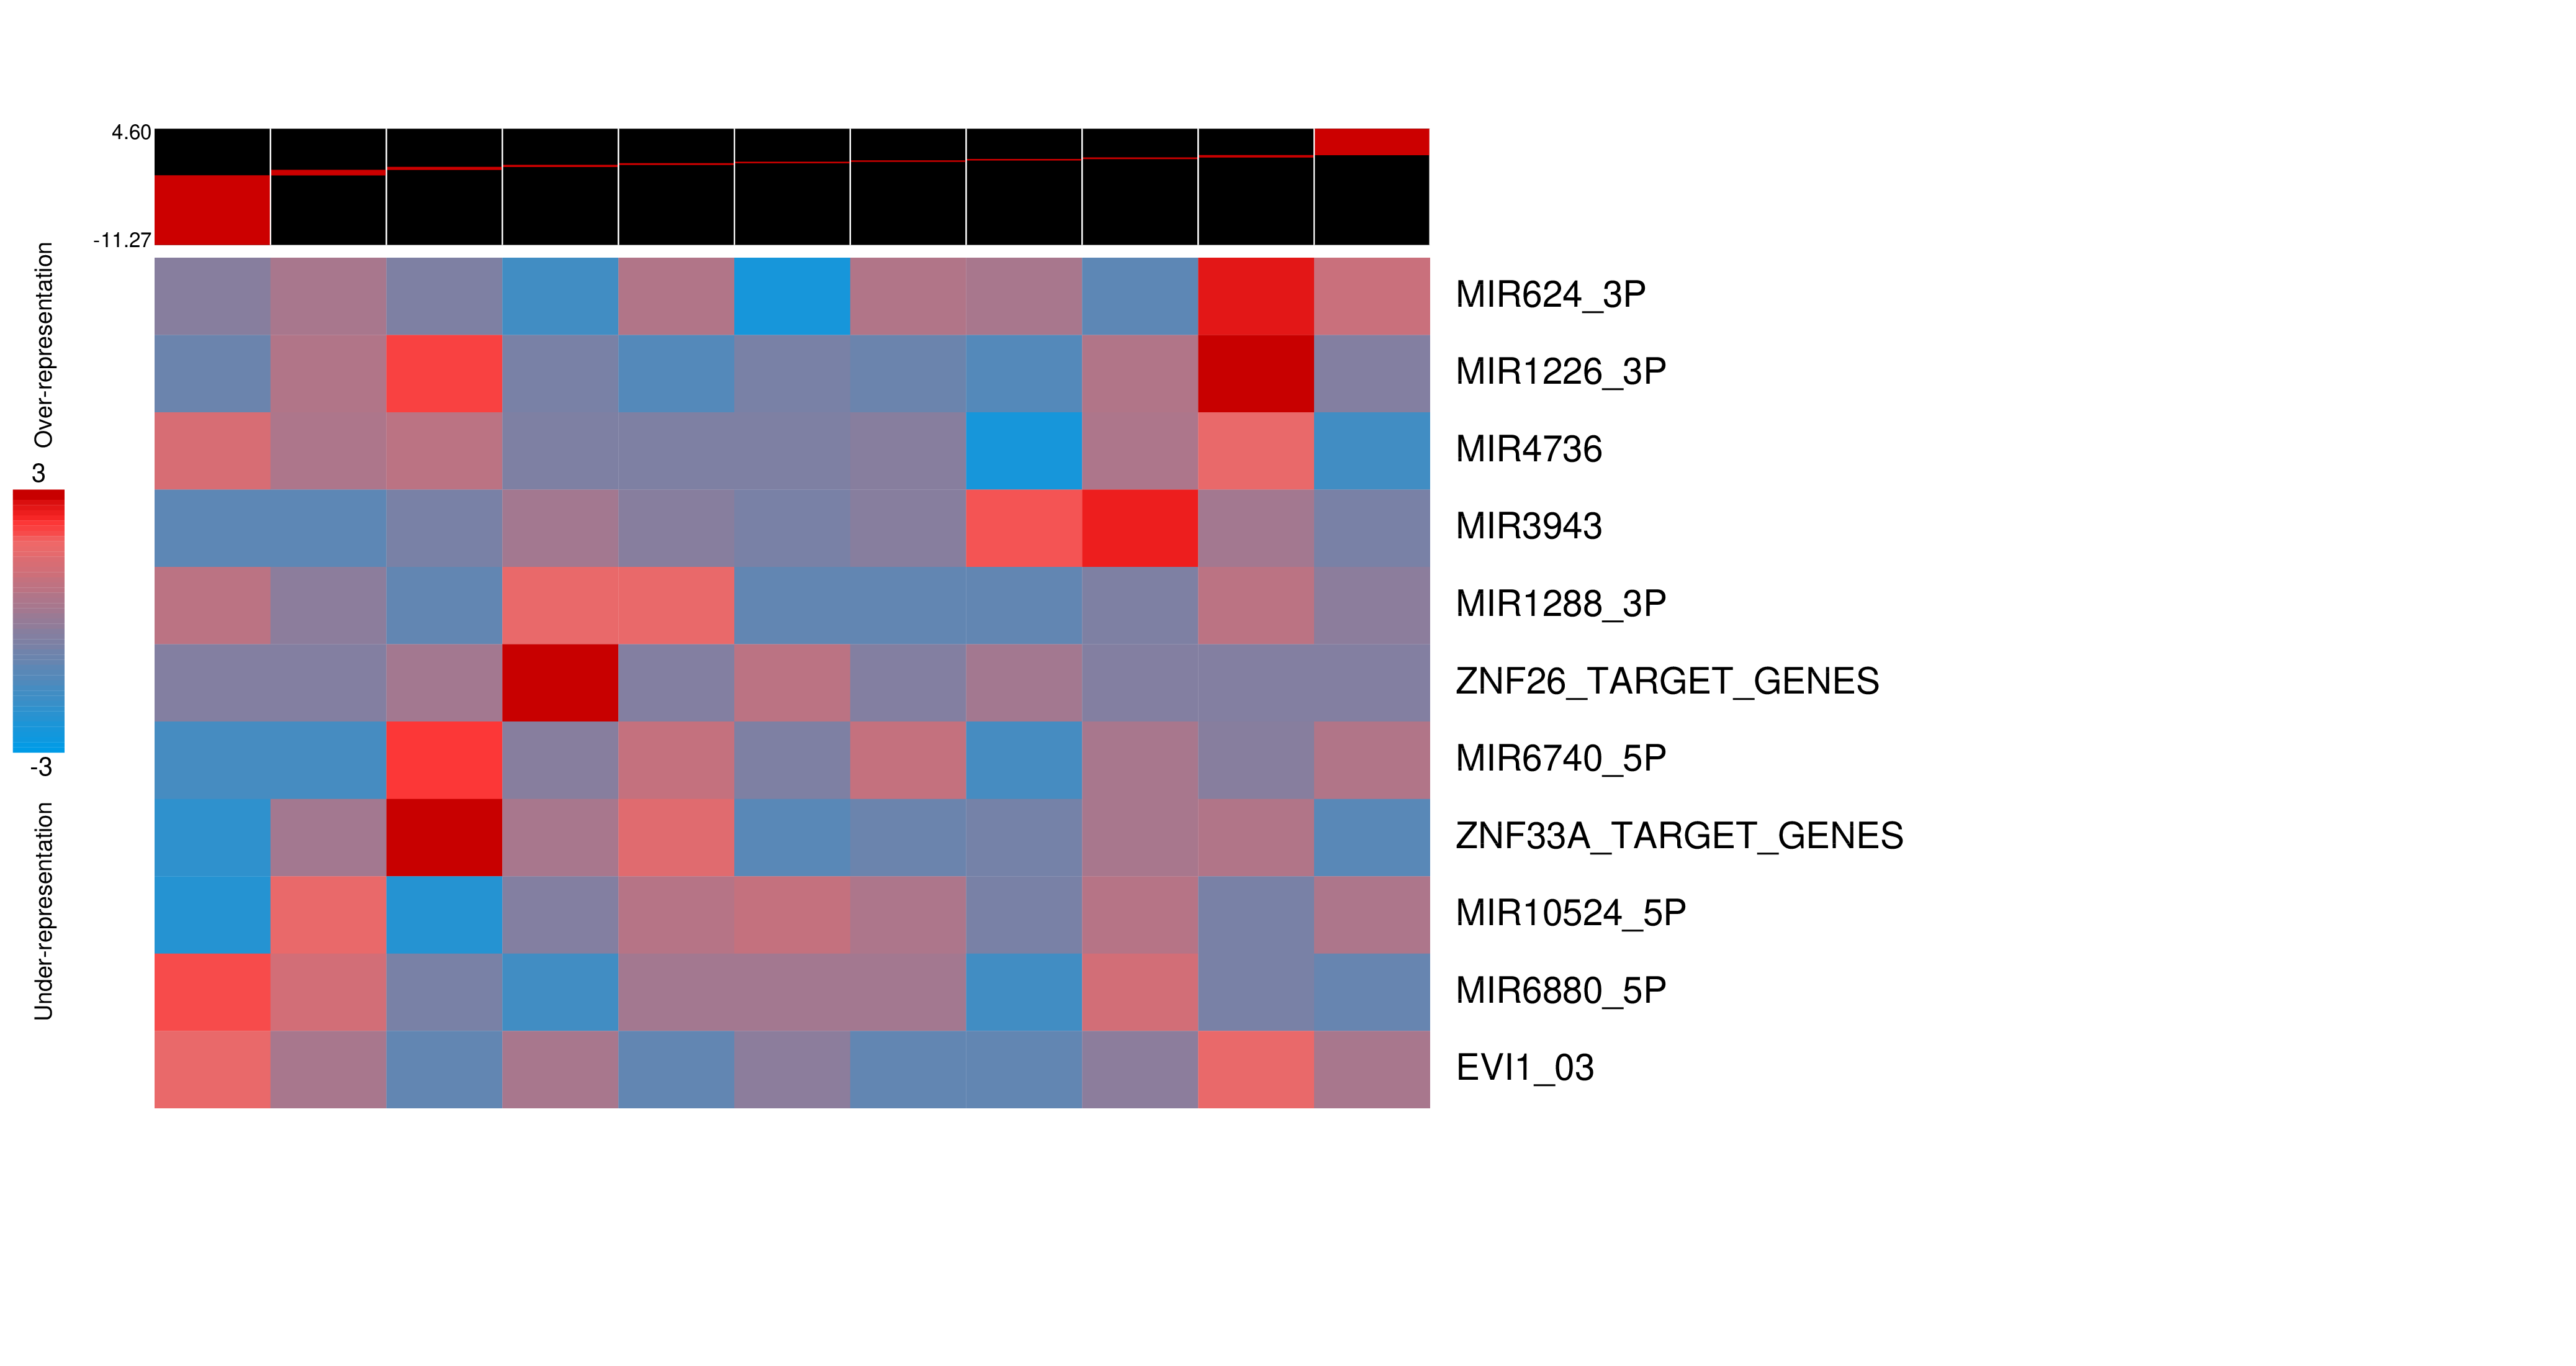 4.60
-11.27
Over-representation
3
-3
Under-representation
MIR624_3P
MIR1226_3P
MIR4736
MIR3943
MIR1288_3P
ZNF26_TARGET_GENES
MIR6740_5P
ZNF33A_TARGET_GENES
MIR10524_5P
MIR6880_5P
EVI1_03